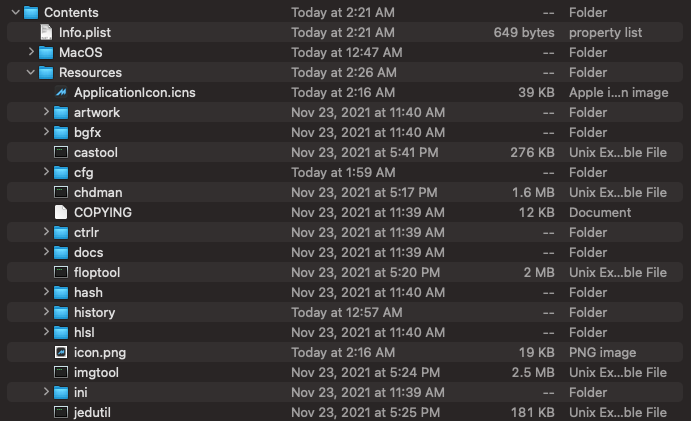 Contents Today at 2:21 AM -- Folder
Info.plist Today at 2:21 AM 649 bytes property list
MacOS Today at 12:47 AM -- Folder
Resources Today at 2:26 AM -- Folder
ApplicationIcon.icns Today at 2:16 AM 39 KB Apple i...n image
artwork Nov 23, 2021 at 11:40 AM -- Folder
bgfx Nov 23, 2021 at 11:40 AM -- Folder
castool Nov 23, 2021 at 5:41 PM 276 KB Unix Ex...ble File
cfg Today at 1:59 AM -- Folder
chdman Nov 23, 2021 at 5:17 PM 1.6 MB Unix Ex...ble File
COPYING Nov 23, 2021 at 11:39 AM 12 KB Document
ctrlr Nov 23, 2021 at 11:39 AM -- Folder
docs Nov 23, 2021 at 11:39 AM -- Folder
floptool Nov 23, 2021 at 5:20 PM 2 MB Unix Ex...ble File
hash Nov 23, 2021 at 11:40 AM -- Folder
history Today at 12:57 AM -- Folder
hlsl Nov 23, 2021 at 11:40 AM -- Folder
icon.png Today at 2:16 AM 19 KB PNG image
imgtool Nov 23, 2021 at 5:24 PM 2.5 MB Unix Ex...ble File
ini Nov 23, 2021 at 11:39 AM -- Folder
jedutil Nov 23, 2021 at 5:25 PM 181 KB Unix Ex...ble File